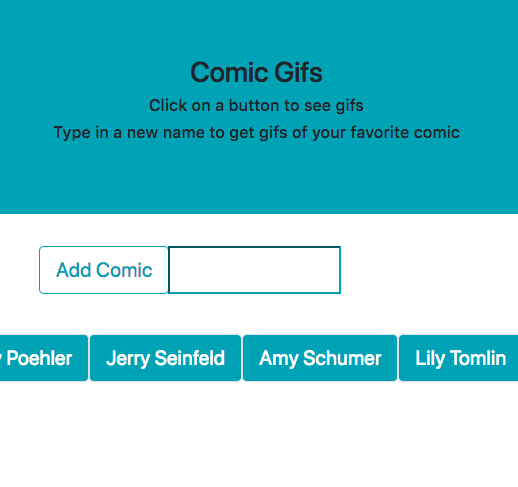 Comic Gifs
Click on a button to see gifs
Type in a new name to get gifs of your favorite comic
Add Comic
Poehler Jerry Seinfeld Amy Schumer Lily Tomlin